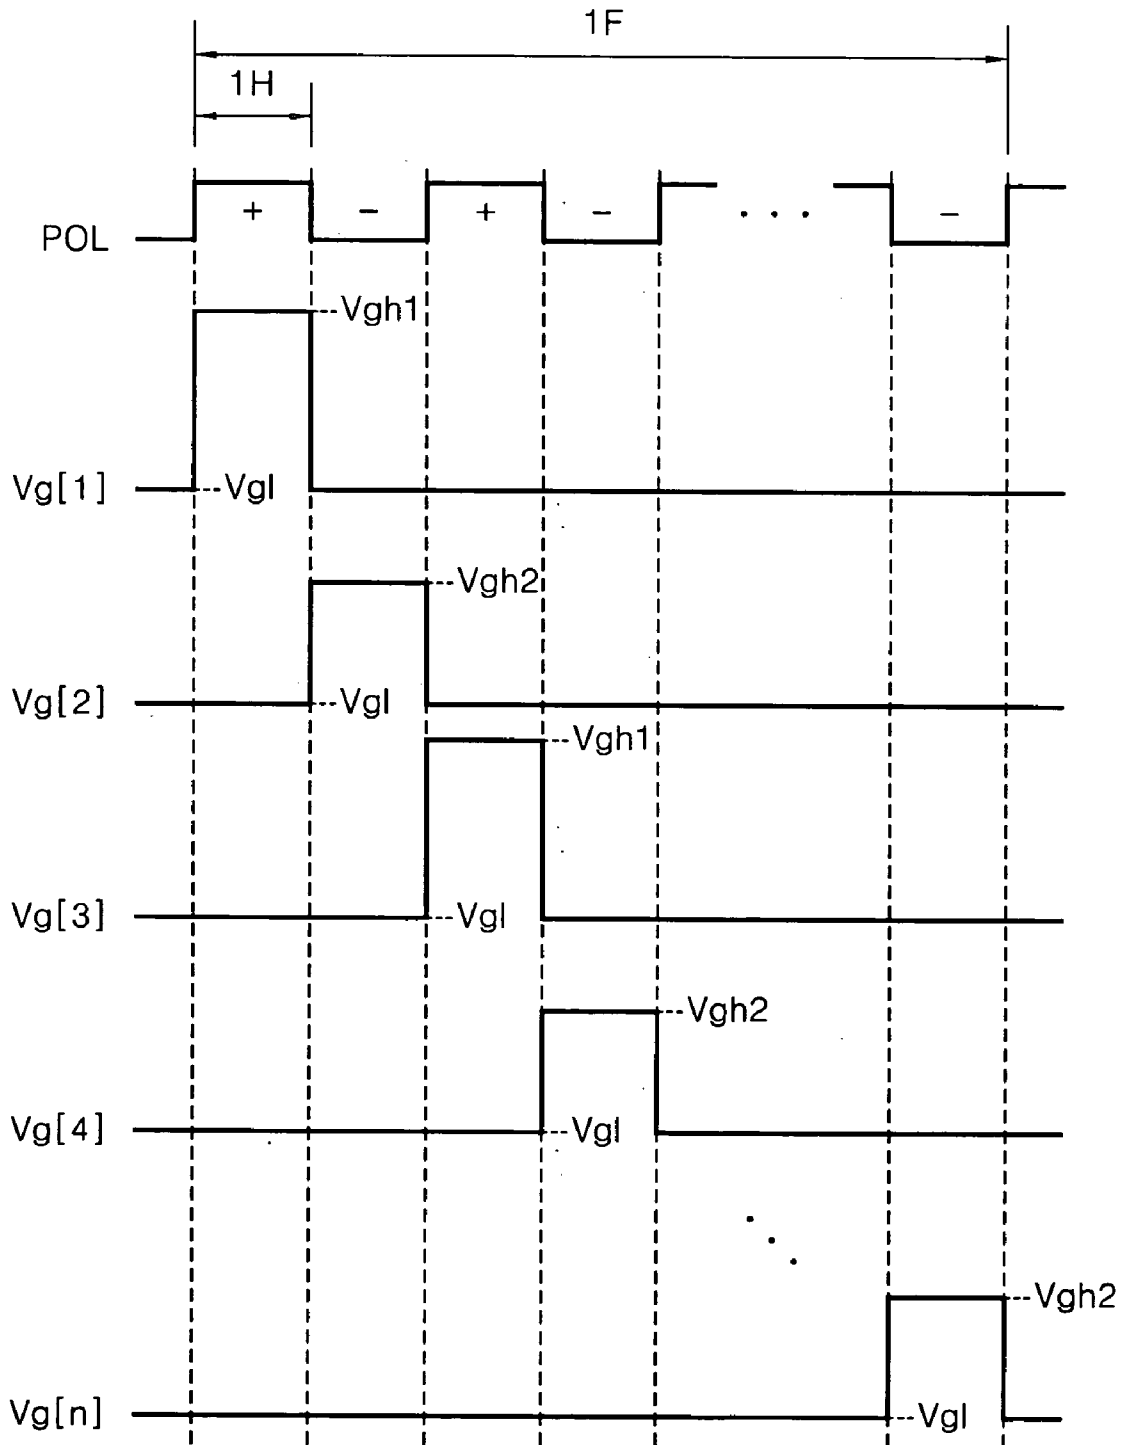 1F
1H
POL + - + - . . . -
Vgh1
Vg[1] Vgl
Vgh2
Vg[2] Vgl
Vgh1
Vg[3] Vgl
Vgh2
Vg[4] Vgl
Vgh2
Vg[n] Vgl